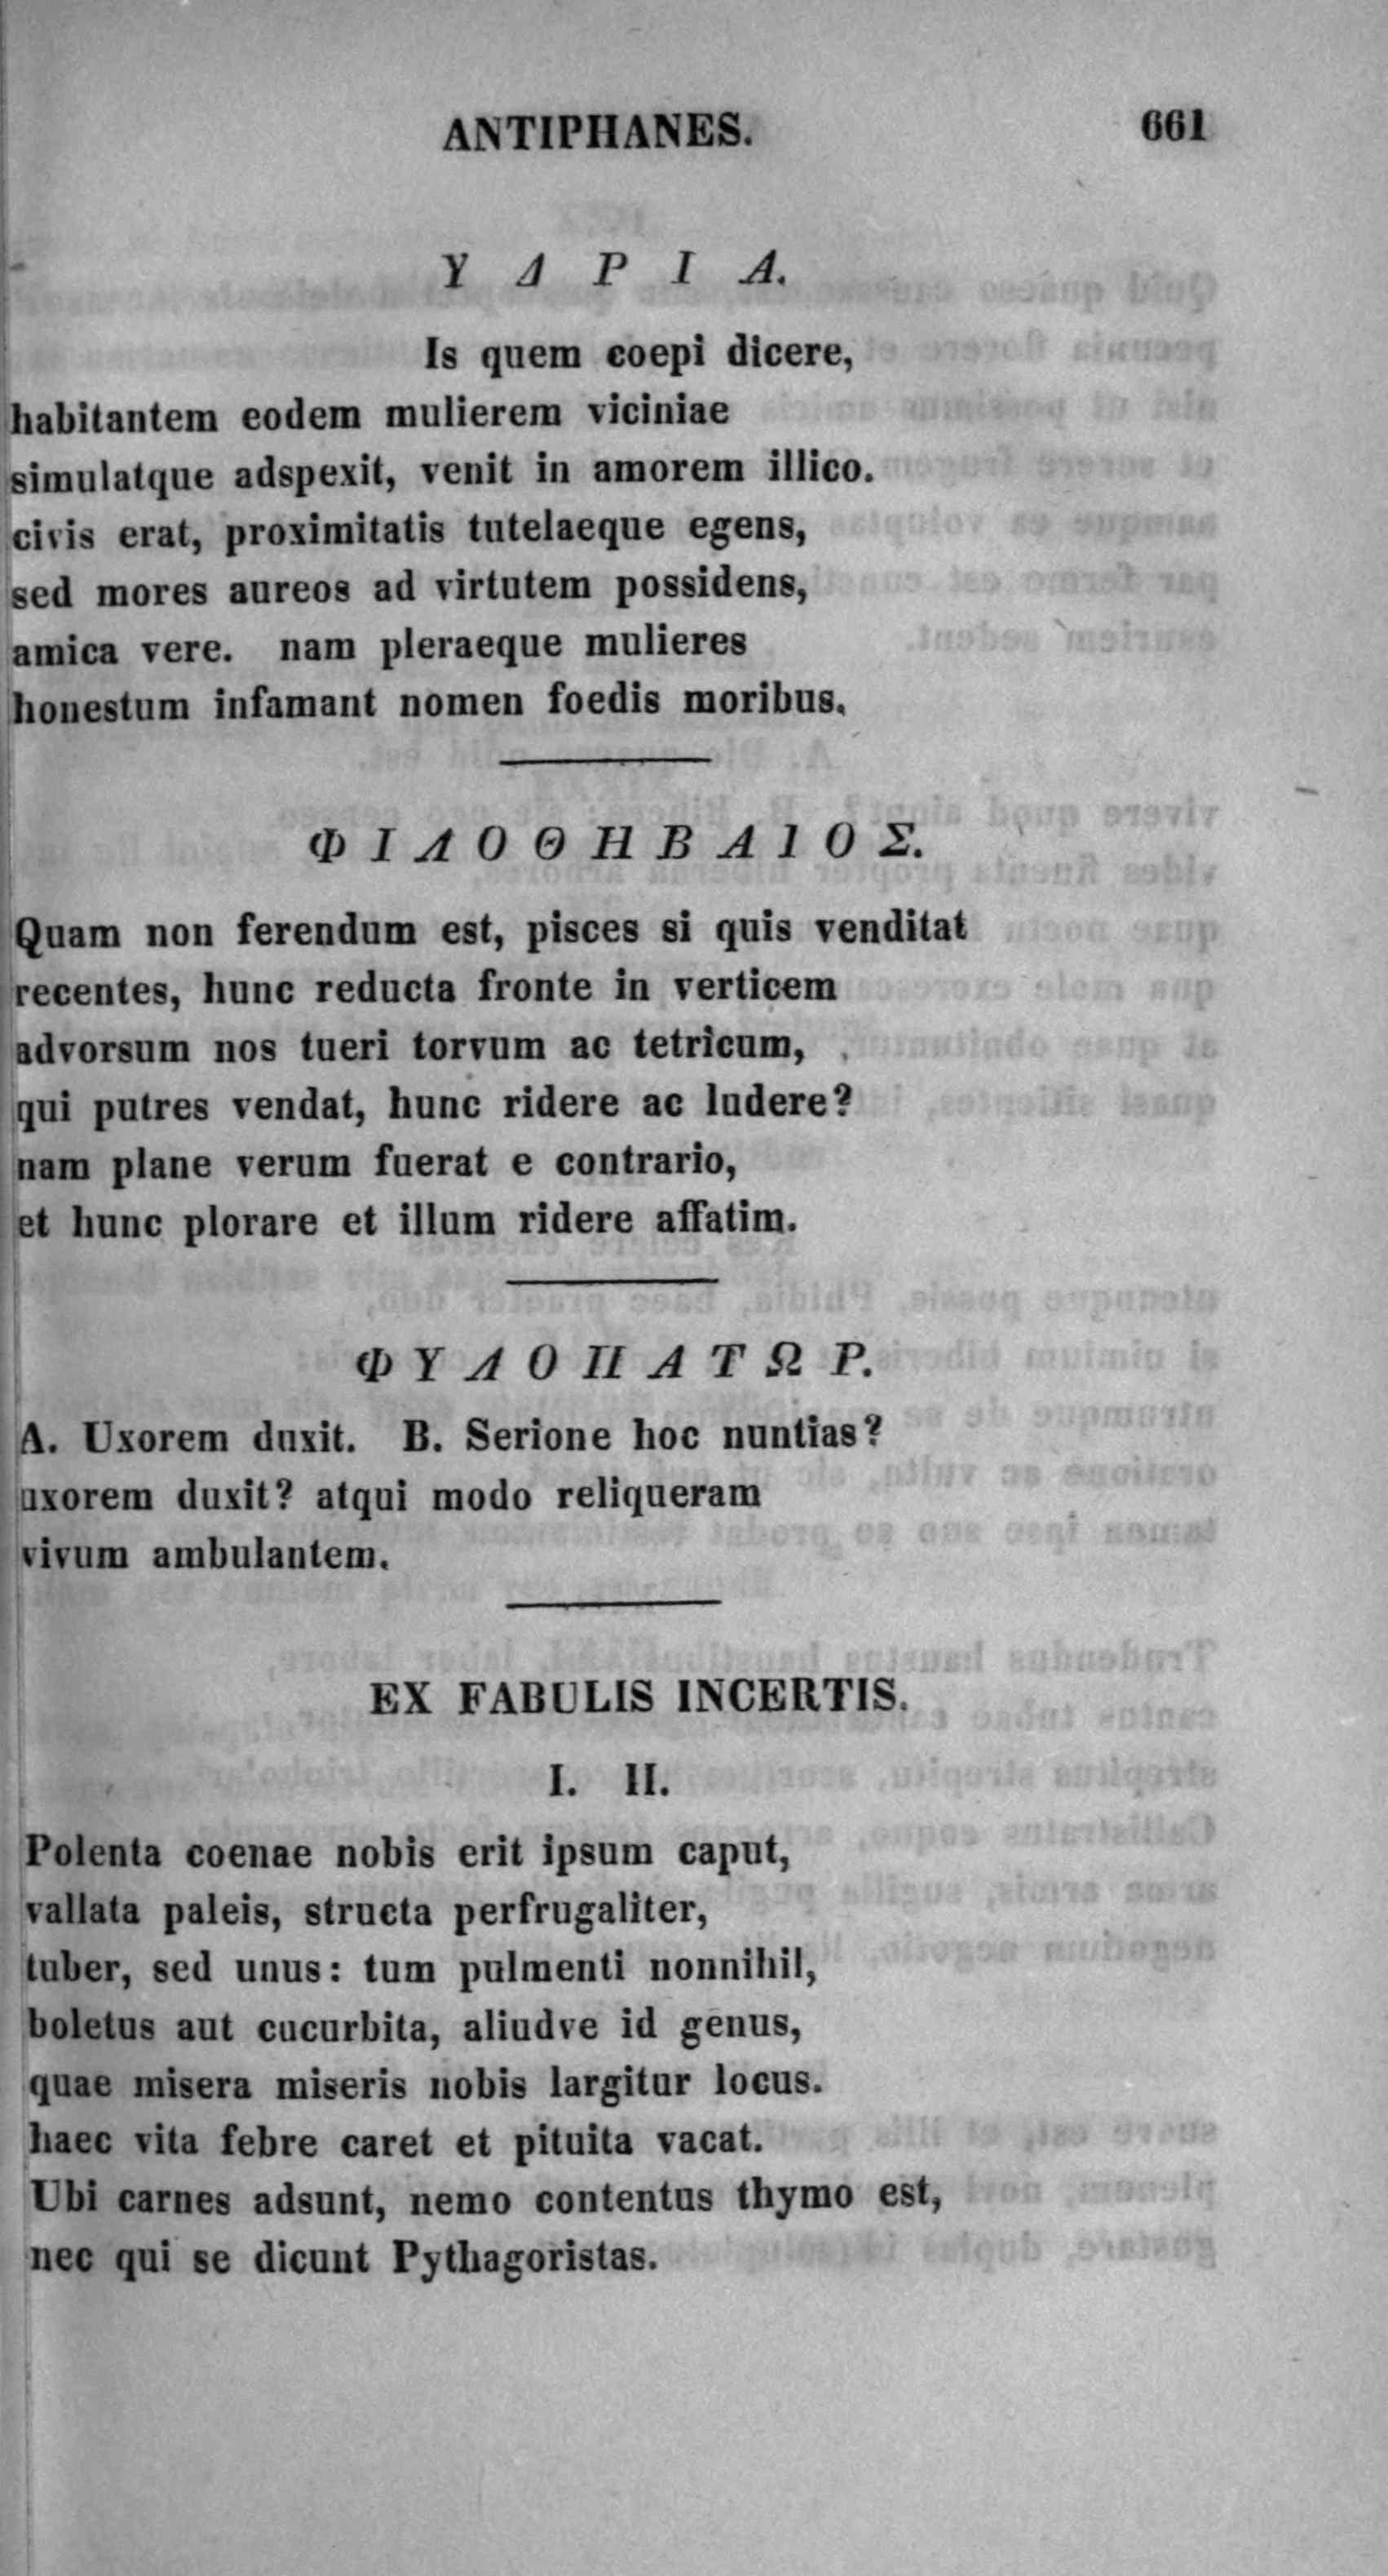 ANTIPHANES. 661
Υ Δ Ρ Ι Α.
Is quem coepi dicere,
habitantem eodem mulierem viciniae
simulatque adspexit, venit in amorem illico.
civis erat, proximitatis tutelaeque egens,
sed mores aureos ad virtutem possidens,
amica vere. nam pleraeque mulieres
honestum infamant nomen foedis moribus.
Φ Ι Λ Ο Θ Η Β Α Ι Ο Σ.
Quam non ferendum est, pisces si quis venditat
recentes, hunc reducta fronte in verticem
advorsum nos tueri torvum ac tetricum,
qui putres vendat, hunc ridere ac ludere?
nam plane verum fuerat e contrario,
et hunc plorare et illum ridere affatim.
Φ Υ Λ Ο Π Α Τ Ω Ρ.
A. Uxorem duxit. B. Serione hoc nuntias?
uxorem duxit? atqui modo reliqueram
vivum ambulantem.
EX FABULIS INCERTIS.
I. II.
Polenta coenae nobis erit ipsum caput,
vallata paleis, structa perfrugaliter,
tuber, sed unus: tum pulmenti nonnihil,
boletus aut cucurbita, aliudve id genus,
quae misera miseris nobis largitur locus.
haec vita febre caret et pituita vacat.
Ubi carnes adsunt, nemo contentus thymo est,
nec qui se dicunt Pythagoristas.